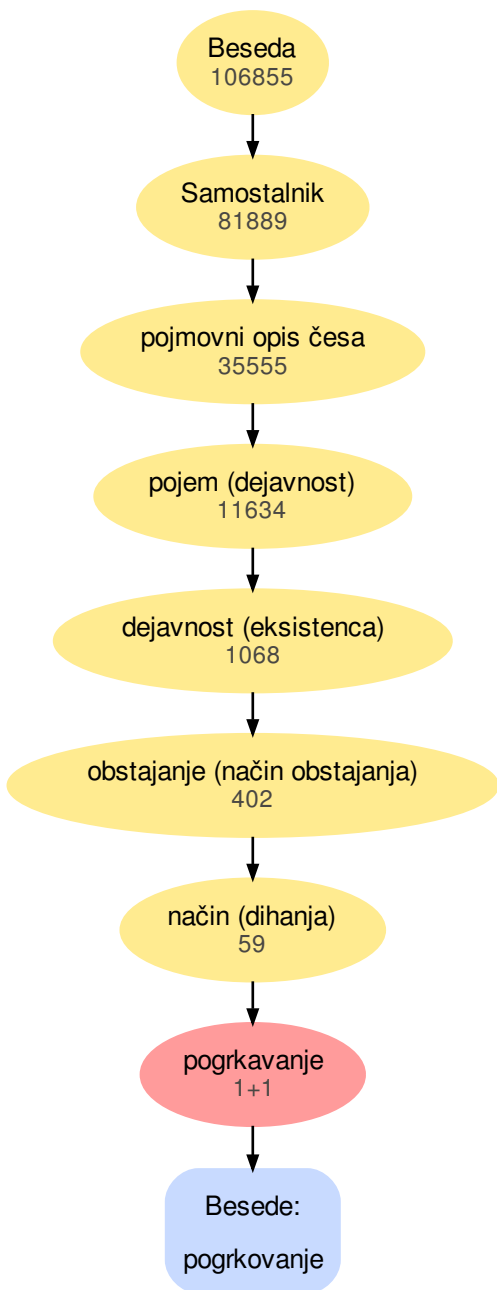 Beseda
106855
Samostalnik
81889
pojmovni opis česa
35555
pojem (dejavnost)
11634
dejavnost (eksistenca)
1068
obstajanje (način obstajanja)
402
način (dihanja)
59
pogrkavanje
1+1
Besede:
pogrkovanje